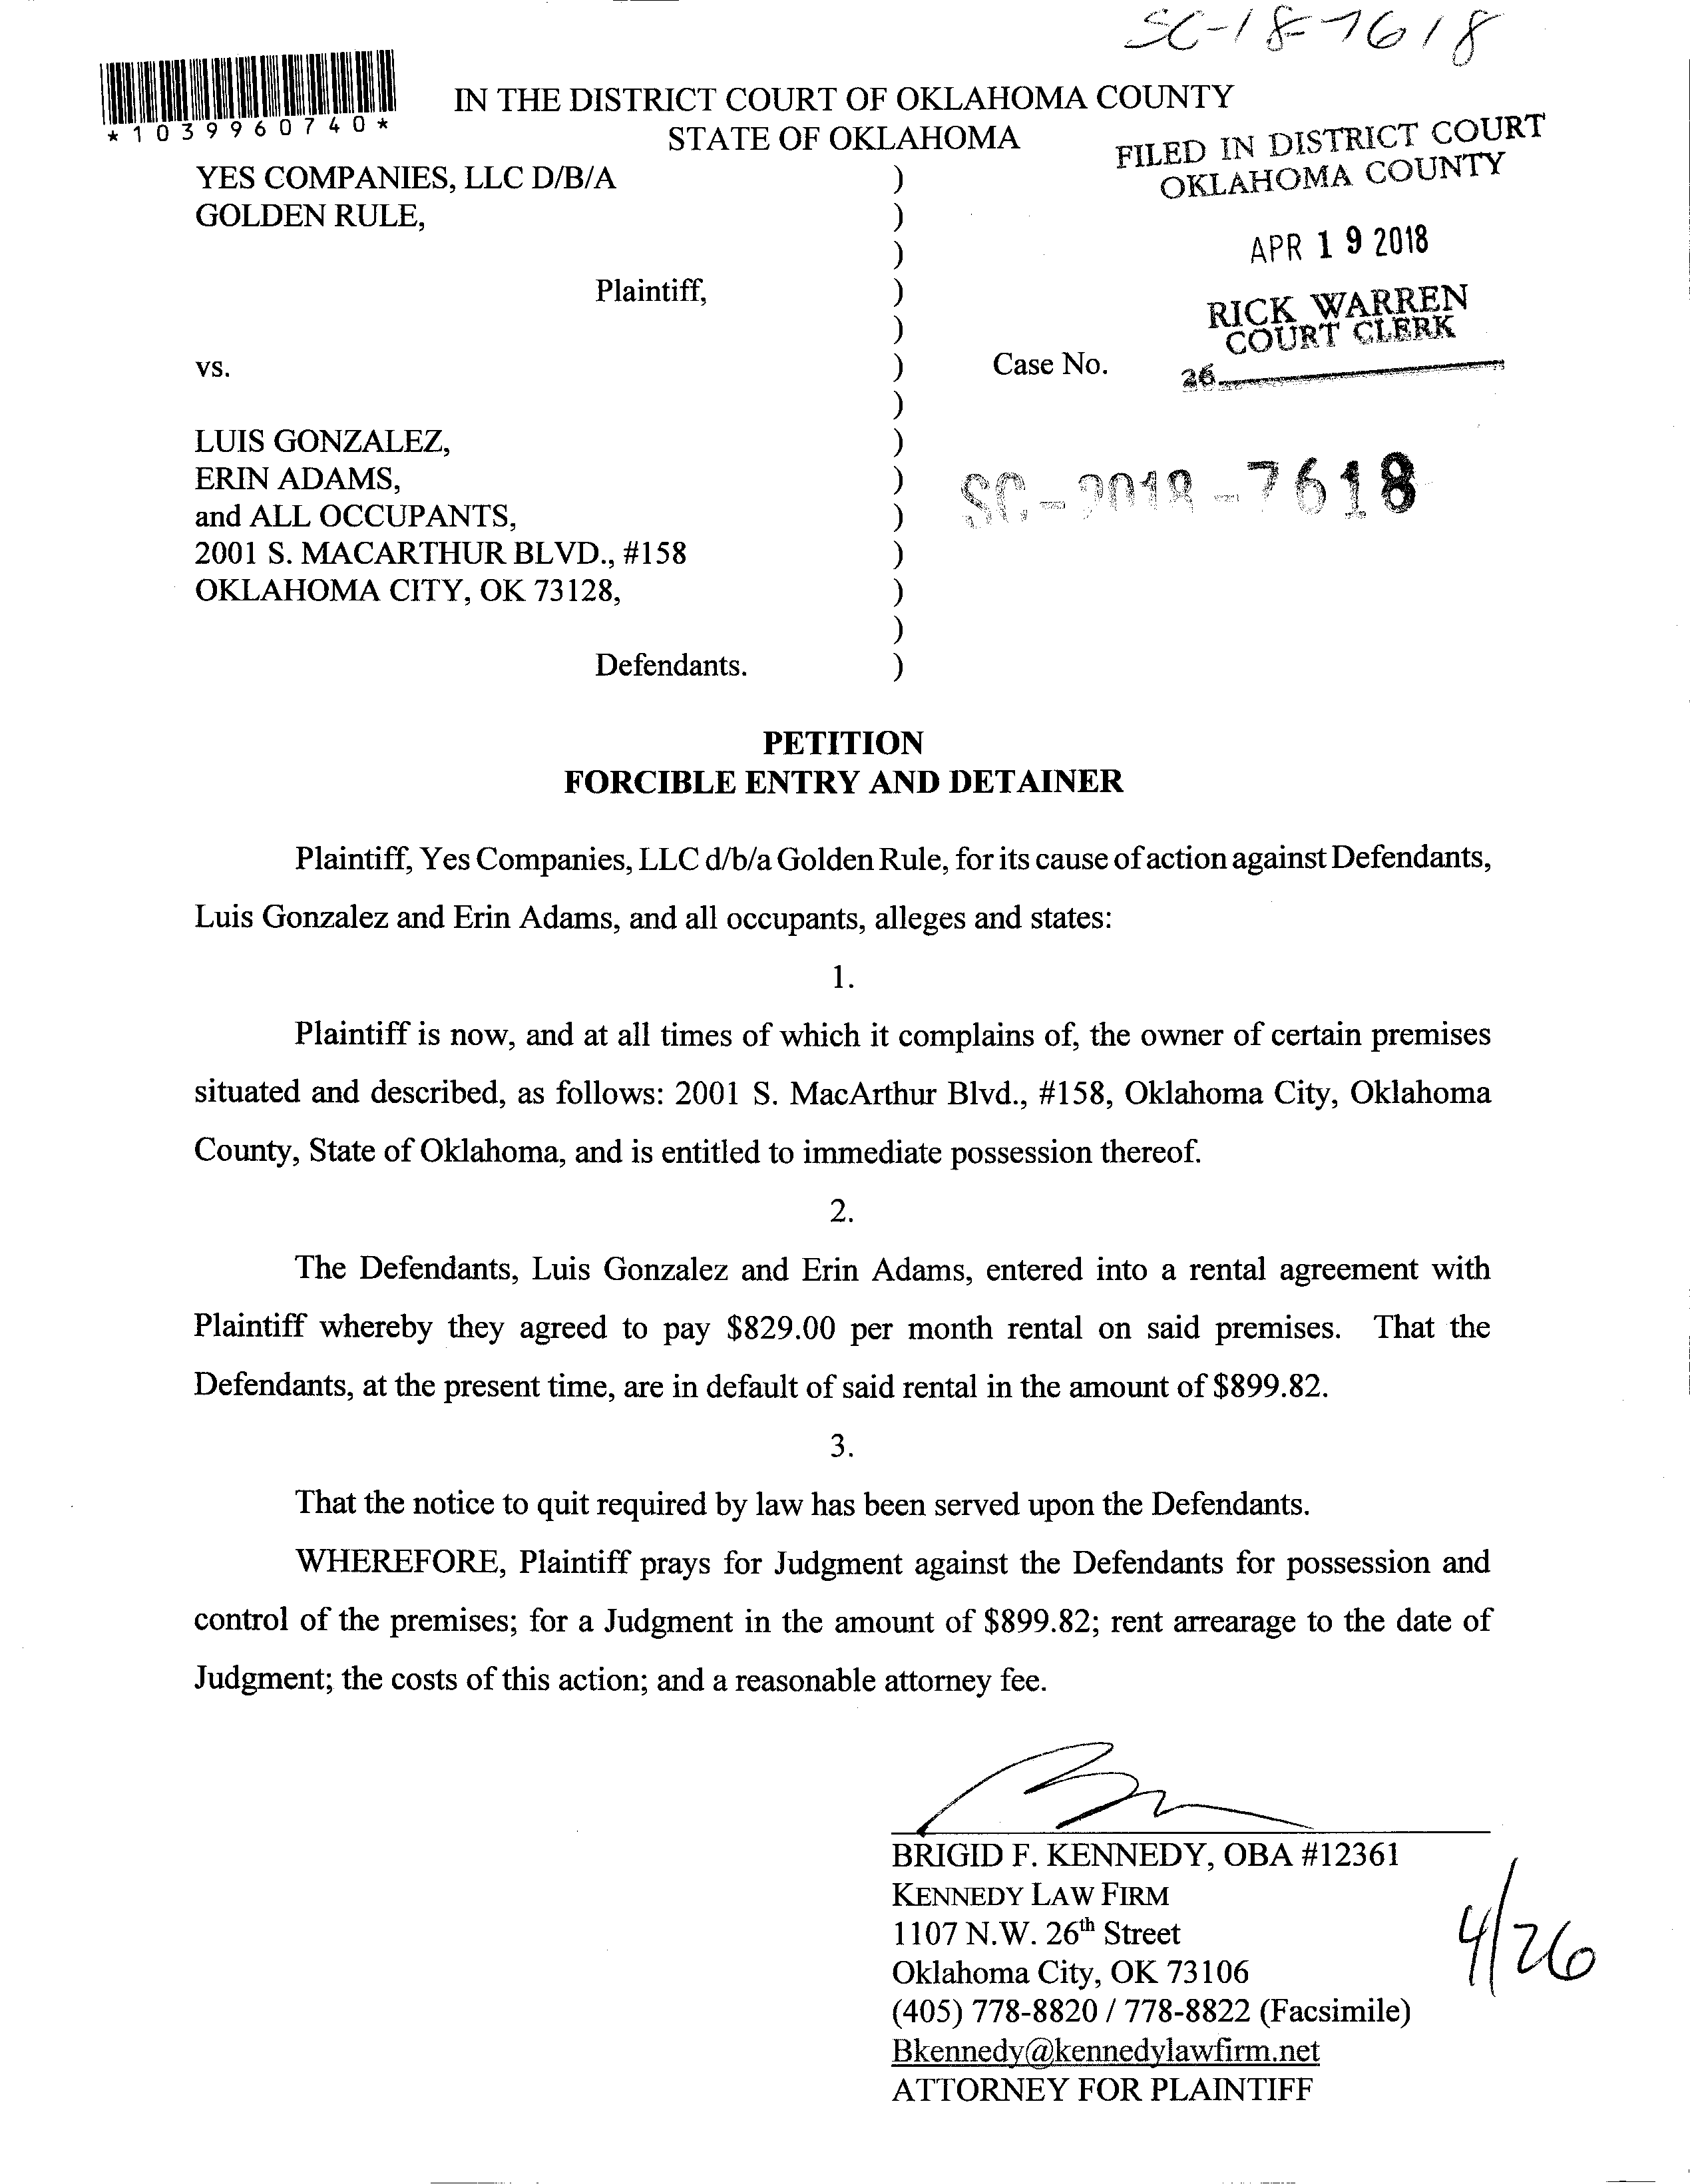 SC-18-7618
*1039960740*
IN THE DISTRICT COURT OF OKLAHOMA COUNTY
STATE OF OKLAHOMA
FILED IN DISTRICT COURT
OKLAHOMA COUNTY
APR 19 2018
RICK WARREN
COURT CLERK
26
YES COMPANIES, LLC D/B/A )
GOLDEN RULE, )
)
Plaintiff, )
)
vs. ) Case No.
)
LUIS GONZALEZ, )
ERIN ADAMS, ) SC-2018-7618
and ALL OCCUPANTS, )
2001 S. MACARTHUR BLVD., #158 )
OKLAHOMA CITY, OK 73128, )
)
Defendants. )
PETITION
FORCIBLE ENTRY AND DETAINER
Plaintiff, Yes Companies, LLC d/b/a Golden Rule, for its cause of action against Defendants,
Luis Gonzalez and Erin Adams, and all occupants, alleges and states:
1.
Plaintiff is now, and at all times of which it complains of, the owner of certain premises
situated and described, as follows: 2001 S. MacArthur Blvd., #158, Oklahoma City, Oklahoma
County, State of Oklahoma, and is entitled to immediate possession thereof.
2.
The Defendants, Luis Gonzalez and Erin Adams, entered into a rental agreement with
Plaintiff whereby they agreed to pay $829.00 per month rental on said premises. That the
Defendants, at the present time, are in default of said rental in the amount of $899.82.
3.
That the notice to quit required by law has been served upon the Defendants.
WHEREFORE, Plaintiff prays for Judgment against the Defendants for possession and
control of the premises; for a Judgment in the amount of $899.82; rent arrearage to the date of
Judgment; the costs of this action; and a reasonable attorney fee.
BRIGID F. KENNEDY, OBA #12361
KENNEDY LAW FIRM
1107 N.W. 26th Street
Oklahoma City, OK 73106
(405) 778-8820 / 778-8822 (Facsimile)
Bkennedy@kennedylawfirm.net
ATTORNEY FOR PLAINTIFF
4/26